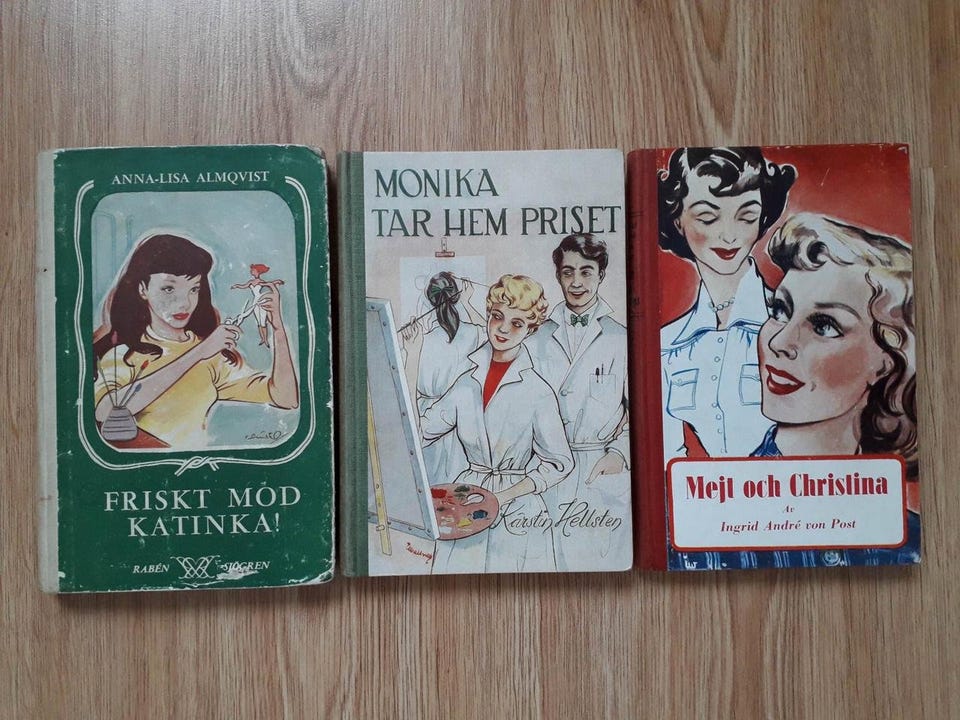 ANNA-LISA ALMQVIST
FRISKT MOD
KATINKA!
RABÉN SJÖGREN
MONIKA
TAR HEM PRISET
Karstin Hellsten
Mejt och Christina
Av
Ingrid André von Post